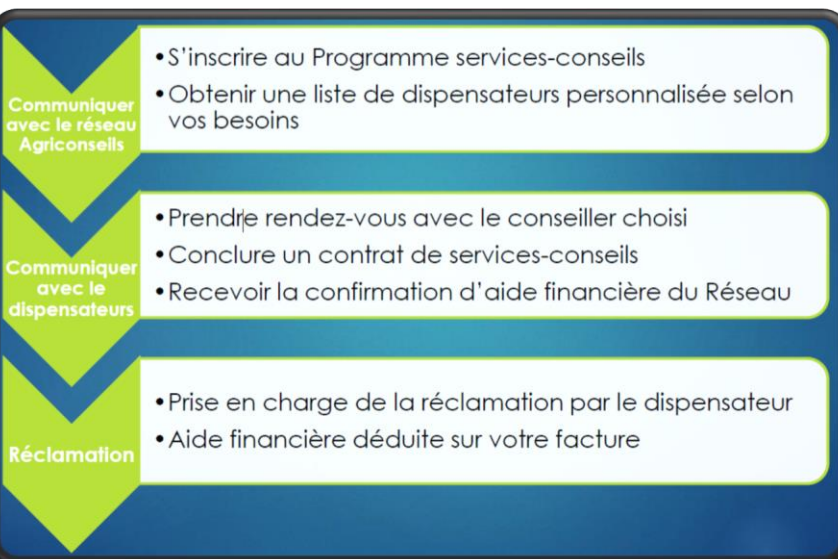 Communiquer
avec le réseau
Agriconseils
•S'inscrire au Programme services-conseils
•Obtenir une liste de dispensateurs personnalisée selon
vos besoins
Communiquer
avec le
dispensateurs
•Prendre rendez-vous avec le conseiller choisi
•Conclure un contrat de services-conseils
•Recevoir la confirmation d'aide financière du Réseau
Réclamation
•Prise en charge de la réclamation par le dispensateur
•Aide financière déduite sur votre facture